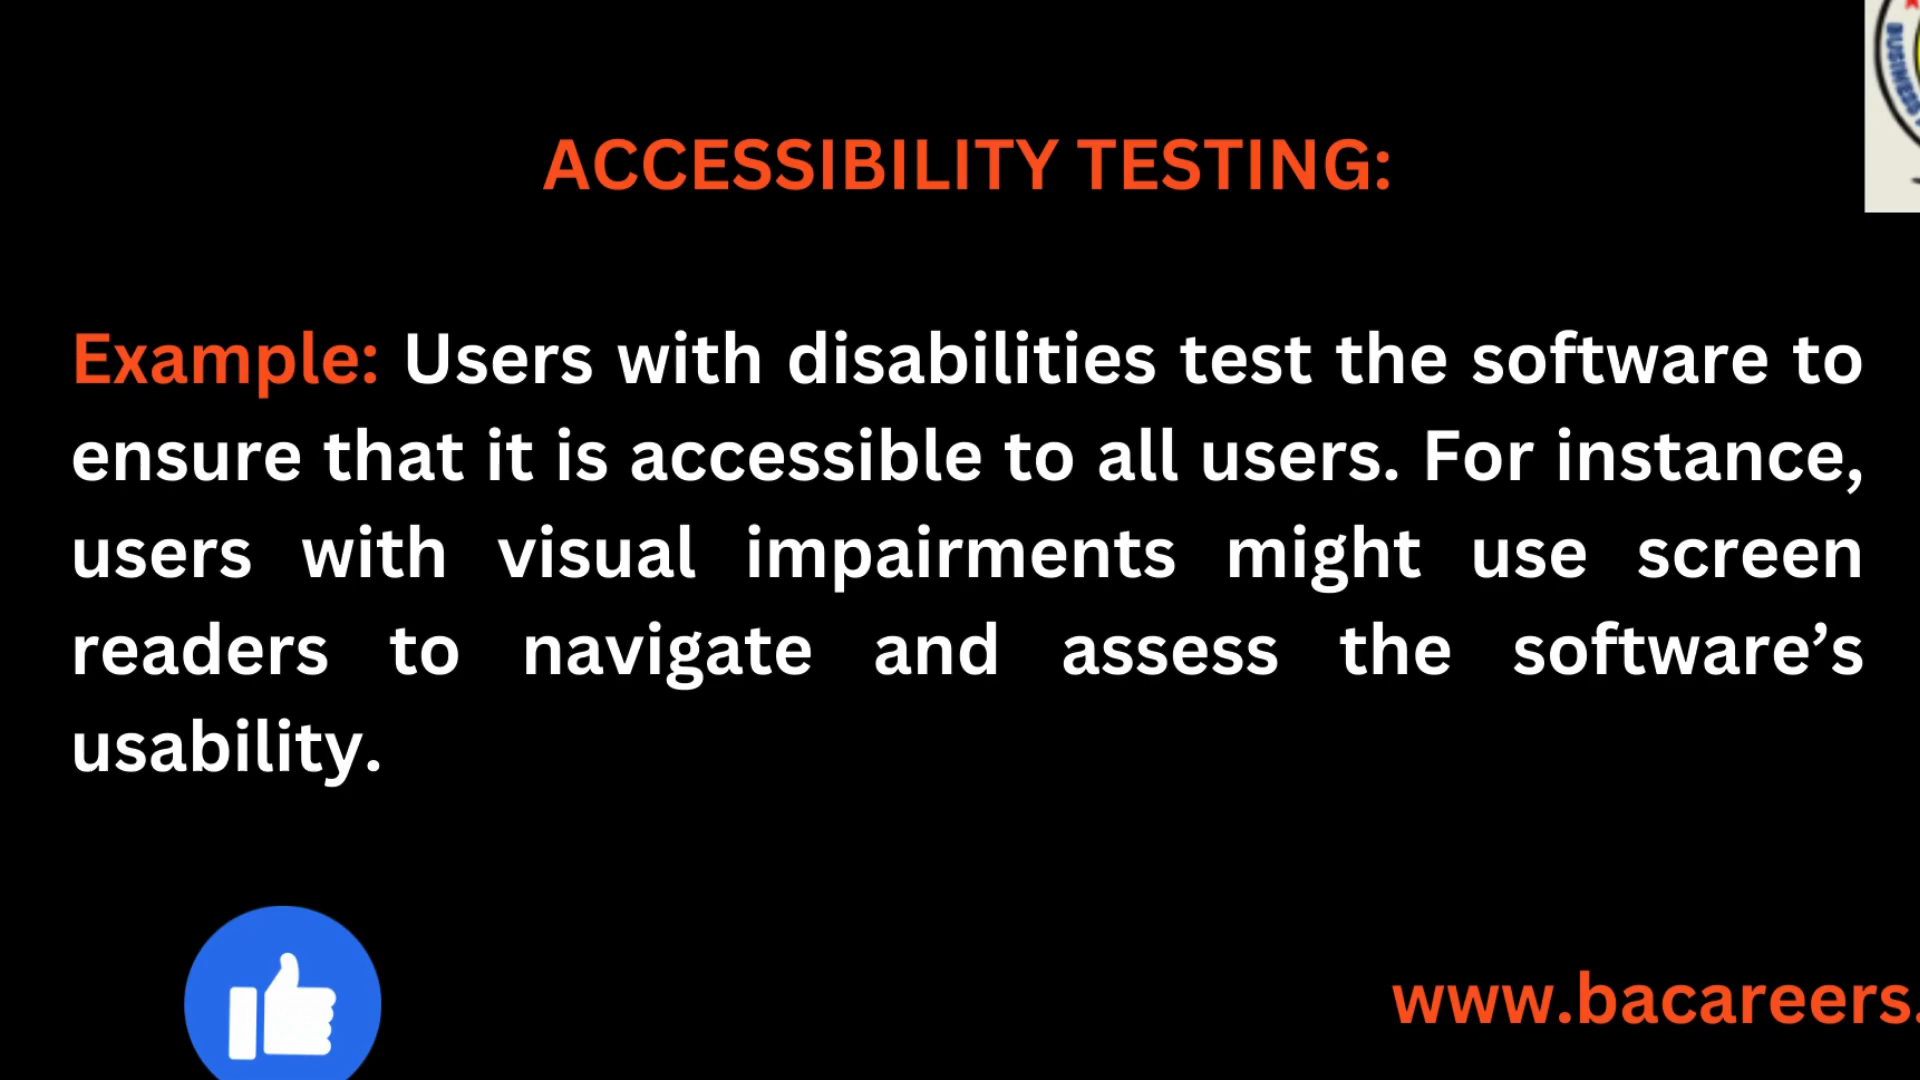 BUSINESS
ACCESSIBILITY TESTING:
Example: Users with disabilities test the software to
ensure that it is accessible to all users. For instance,
users with visual impairments might use screen
readers to navigate and assess the software’s
usability.
www.bacareers.